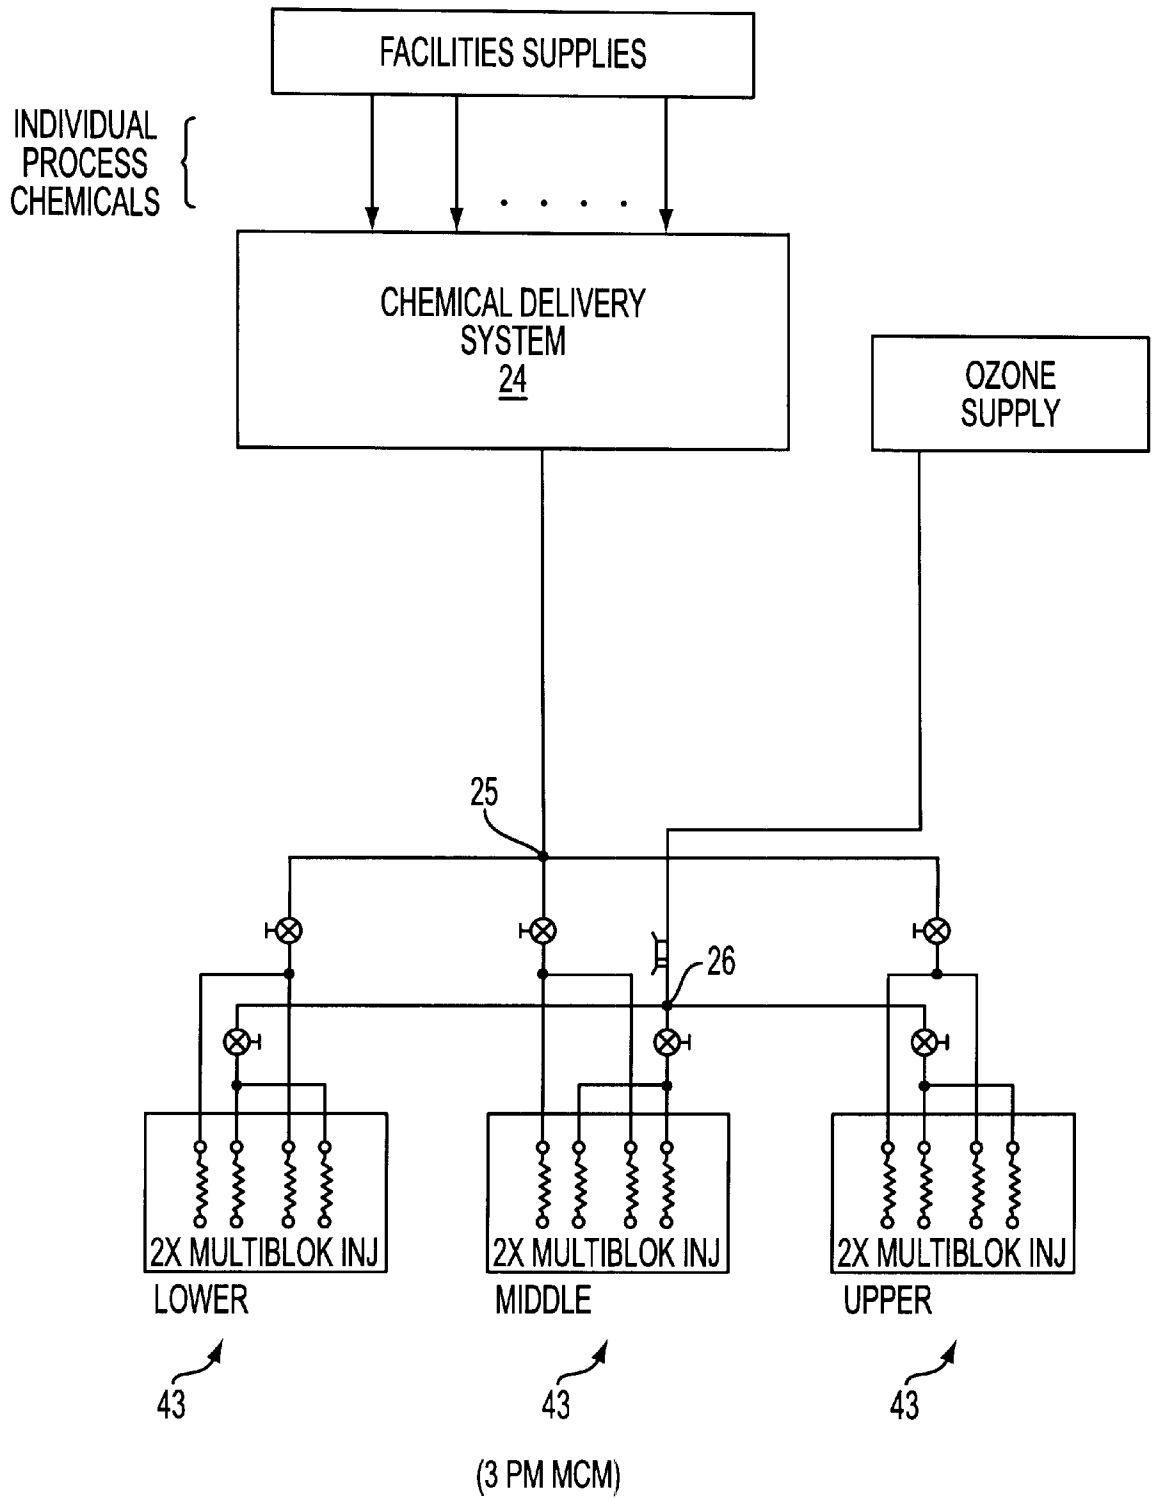 FACILITIES SUPPLIES
INDIVIDUAL
PROCESS
CHEMICALS
CHEMICAL DELIVERY
SYSTEM
24
OZONE
SUPPLY
25
26
2X MULTIBLOK INJ
2X MULTIBLOK INJ
2X MULTIBLOK INJ
LOWER
MIDDLE
UPPER
43
43
43
(3 PM MCM)